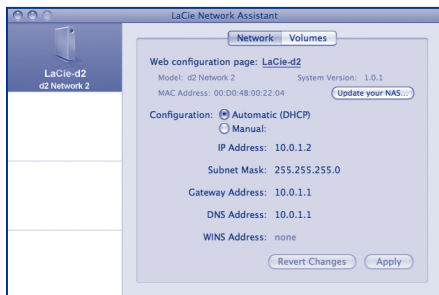 LaCie Network Assistant
LaCie-d2
d2 Network 2
Network Volumes
Web configuration page: LaCie-d2
Model: d2 Network 2 System Version: 1.0.1
MAC Address: 00:D0:48:00:22:04 Update your NAS...
Configuration: Automatic (DHCP)
Manual:
IP Address: 10.0.1.2
Subnet Mask: 255.255.255.0
Gateway Address: 10.0.1.1
DNS Address: 10.0.1.1
WINS Address: none
Revert Changes Apply